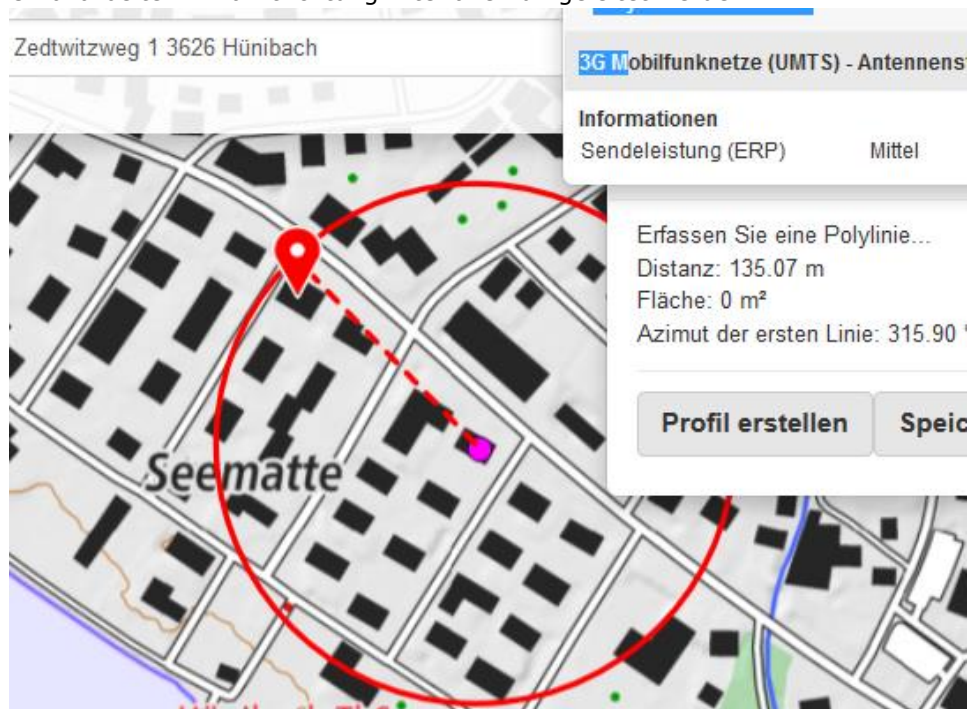 Zedtwitzweg 1 3626 Hünibach
3G Mobilfunknetze (UMTS) - Antennenst
Informationen
Sendeleistung (ERP) Mittel
Erfassen Sie eine Polylinie...
Distanz: 135.07 m
Fläche: 0 m²
Azimut der ersten Linie: 315.90 °
Profil erstellen
Speic
Seematte